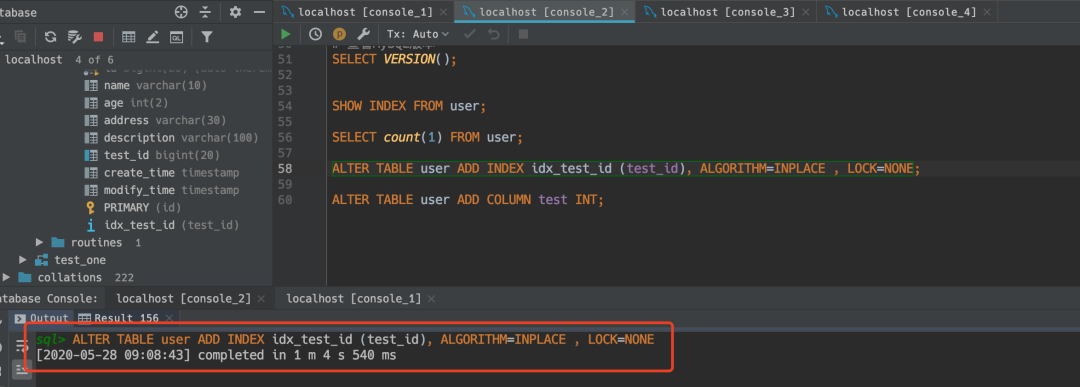 atabase
localhost [console_1]
localhost [console_2]
localhost [console_3]
localhost [console_4]
Tx: Auto
localhost 4 of 6
name varchar(10)
age int(2)
address varchar(30)
description varchar(100)
test_id bigint(20)
create_time timestamp
modify_time timestamp
PRIMARY (id)
idx_test_id (test_id)
routines 1
test_one
collations 222
51 SELECT VERSION();
52
53
54 SHOW INDEX FROM user;
55
56 SELECT count(1) FROM user;
57
58 ALTER TABLE user ADD INDEX idx_test_id (test_id), ALGORITHM=INPLACE , LOCK=NONE;
59
60 ALTER TABLE user ADD COLUMN test INT;
atabase Console: localhost [console_2] localhost [console_1]
Output Result 156
sql> ALTER TABLE user ADD INDEX idx_test_id (test_id), ALGORITHM=INPLACE , LOCK=NONE
[2020-05-28 09:08:43] completed in 1 m 4 s 540 ms